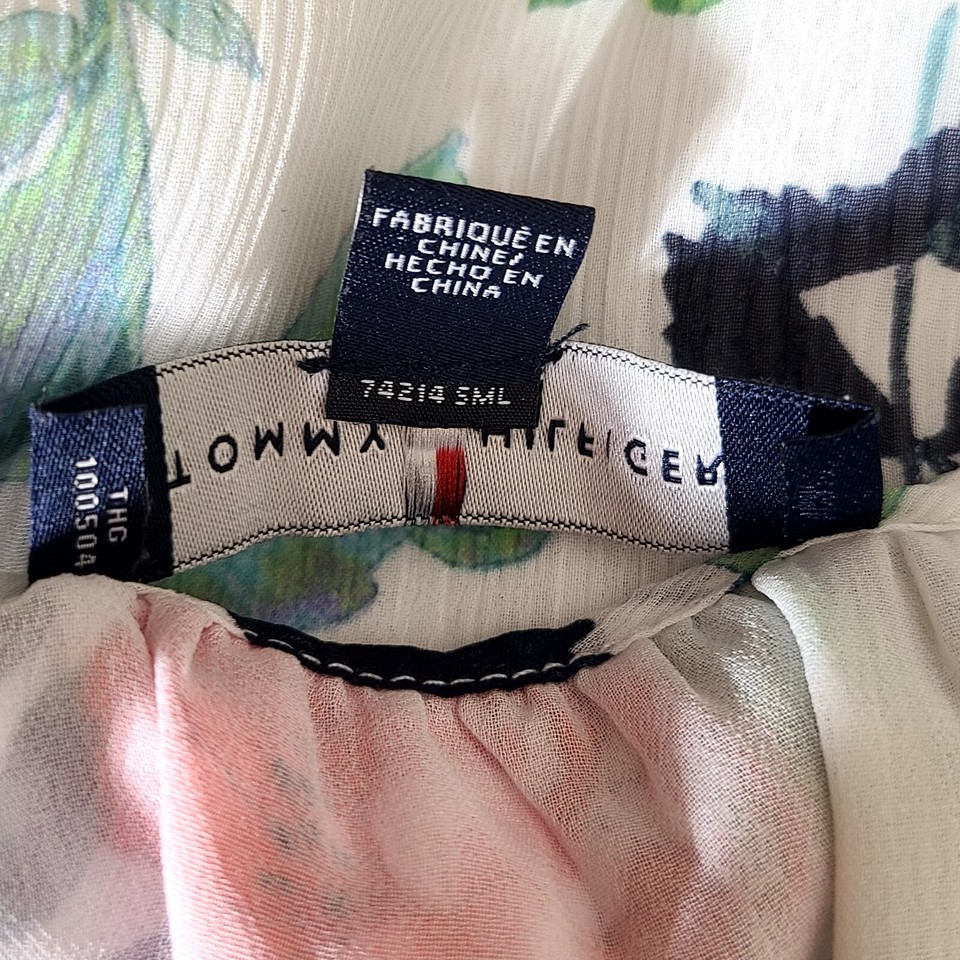 FABRIQUÉ EN
CHINE/
HECHO EN
CHINA
74214 SML
TOMMY HILFIGER
THG
100504